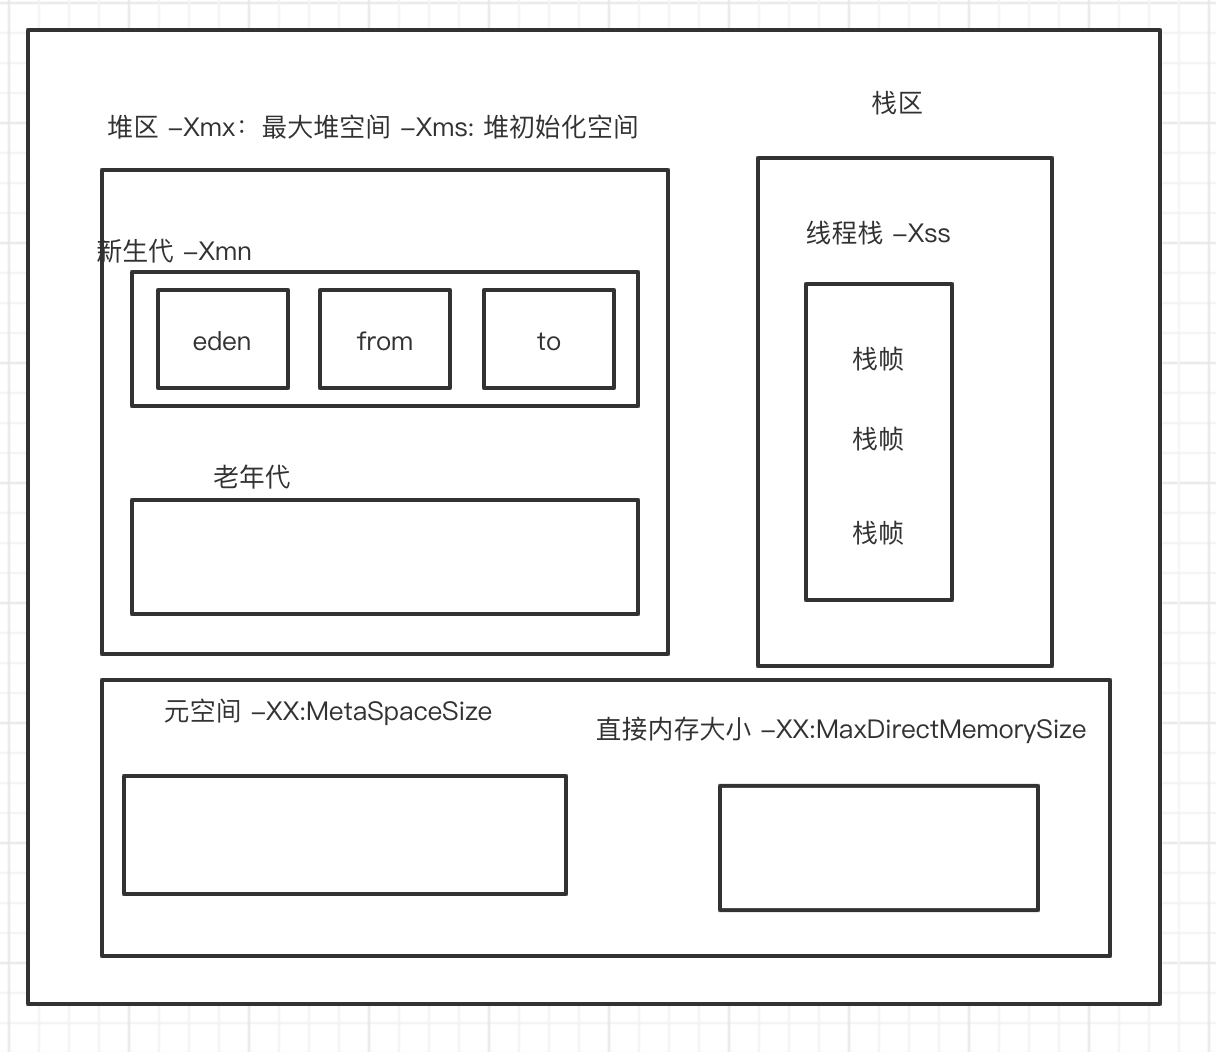 堆区 -Xmx：最大堆空间 -Xms: 堆初始化空间
新生代 -Xmn
eden
from
to
老年代
栈区
线程栈 -Xss
栈帧
栈帧
栈帧
元空间 -XX:MetaSpaceSize
直接内存大小 -XX:MaxDirectMemorySize